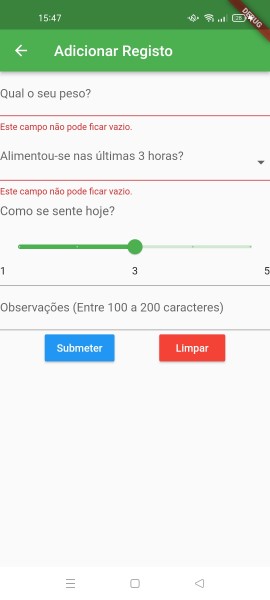 15:47
DEBUG
Adicionar Registo
Qual o seu peso?
Este campo não pode ficar vazio.
Alimentou-se nas últimas 3 horas?
Este campo não pode ficar vazio.
Como se sente hoje?
1 3 5
Observações (Entre 100 a 200 caracteres)
Submeter Limpar